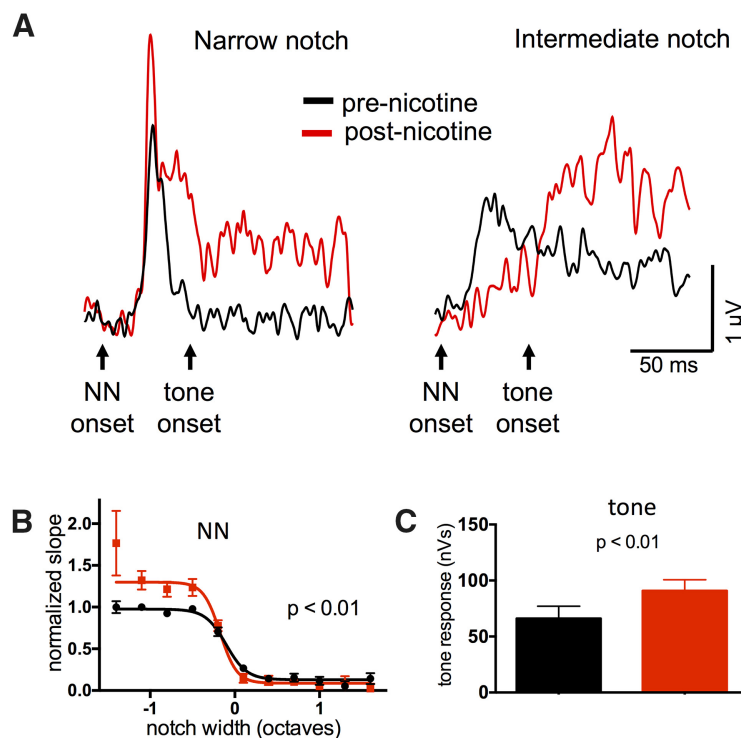 A
Narrow notch
Intermediate notch
pre-nicotine
post-nicotine
1 µV
50 ms
NN
onset
tone
onset
NN
onset
tone
onset
B
NN
p < 0.01
normalized slope
2.0
1.5
1.0
0.5
0.0
-1
0
1
notch width (octaves)
C
tone
p < 0.01
tone response (nVs)
150
100
50
0